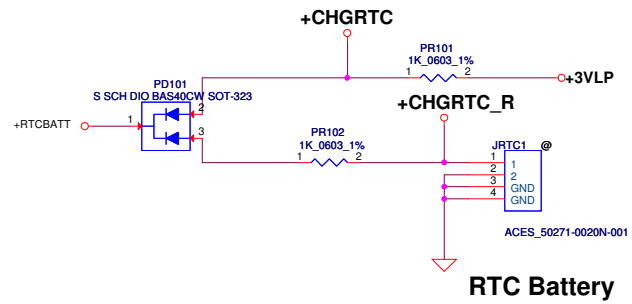 +CHGRTC
PR101
1K_0603_1%
1
2
+3VLP
PD101
S SCH DIO BAS40CW SOT-323
+RTCBATT
1
2
3
+CHGRTC_R
PR102
1K_0603_1%
1
2
JRTC1
@
1
2
3
4
1
2
GND
GND
ACES_50271-0020N-001
RTC Battery